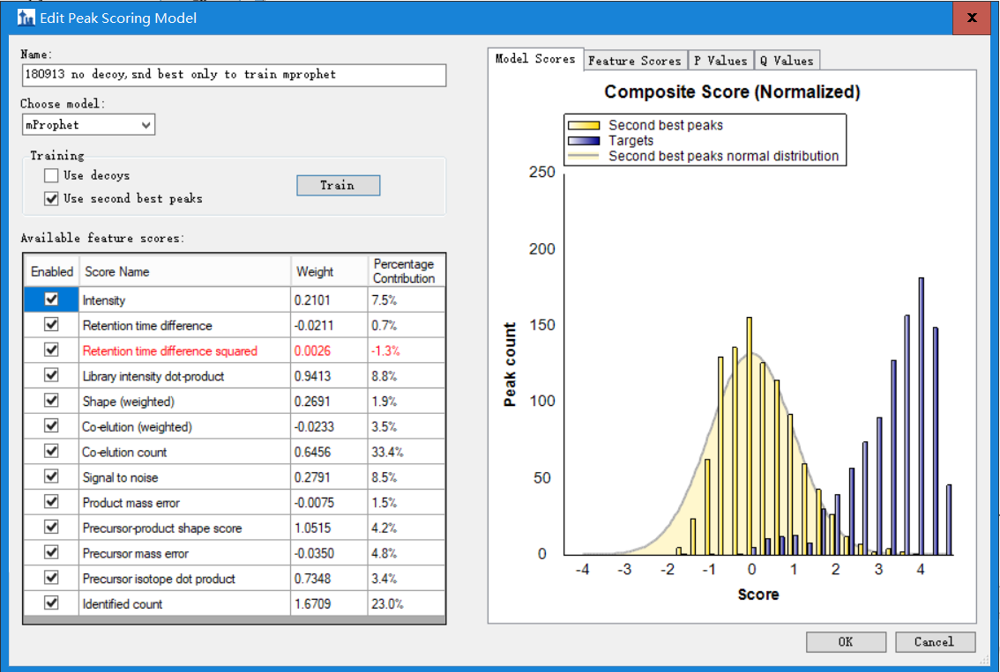 Edit Peak Scoring Model
x
Name:
180913 no decoy,snd best only to train mprophet
Choose model:
mProphet
Training
Use decoys
Use second best peaks
Train
Available feature scores:
Enabled Score Name Weight Percentage Contribution
Intensity 0.2101 7.5%
Retention time difference -0.0211 0.7%
Retention time difference squared 0.0026 -1.3%
Library intensity dot-product 0.9413 8.8%
Shape (weighted) 0.2691 1.9%
Co-elution (weighted) -0.0233 3.5%
Co-elution count 0.6456 33.4%
Signal to noise 0.2791 8.5%
Product mass error -0.0075 1.5%
Precursor-product shape score 1.0515 4.2%
Precursor mass error -0.0350 4.8%
Precursor isotope dot product 0.7348 3.4%
Identified count 1.6709 23.0%
Model Scores Feature Scores P Values Q Values
Composite Score (Normalized)
Second best peaks
Targets
Second best peaks normal distribution
250
200
150
100
50
0
Peak count
-4 -3 -2 -1 0 1 2 3 4
Score
OK Cancel